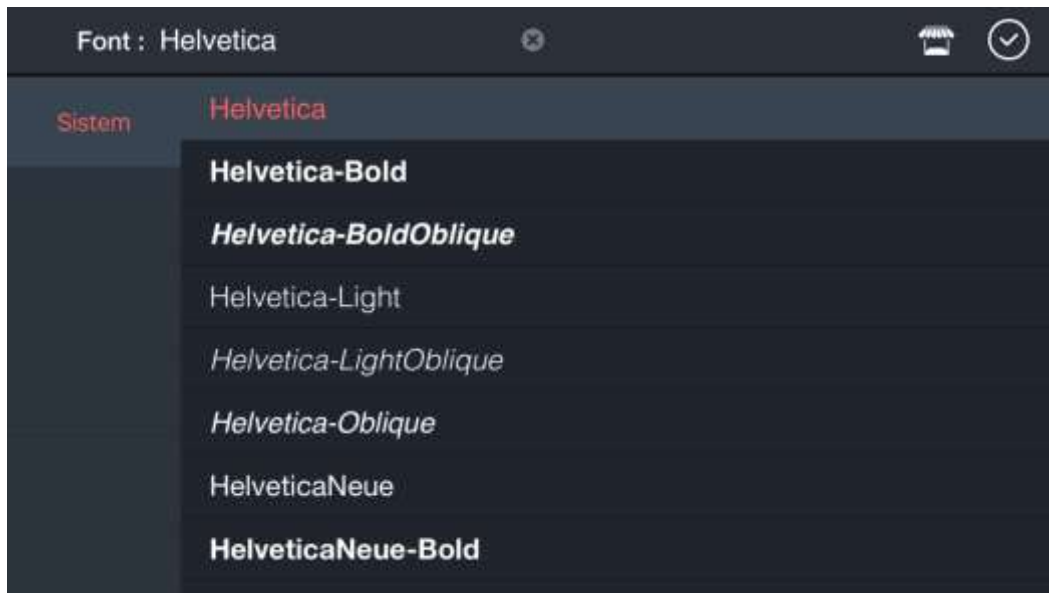 Font : Helvetica
Sistem
Helvetica
Helvetica-Bold
Helvetica-BoldOblique
Helvetica-Light
Helvetica-LightOblique
Helvetica-Oblique
HelveticaNeue
HelveticaNeue-Bold